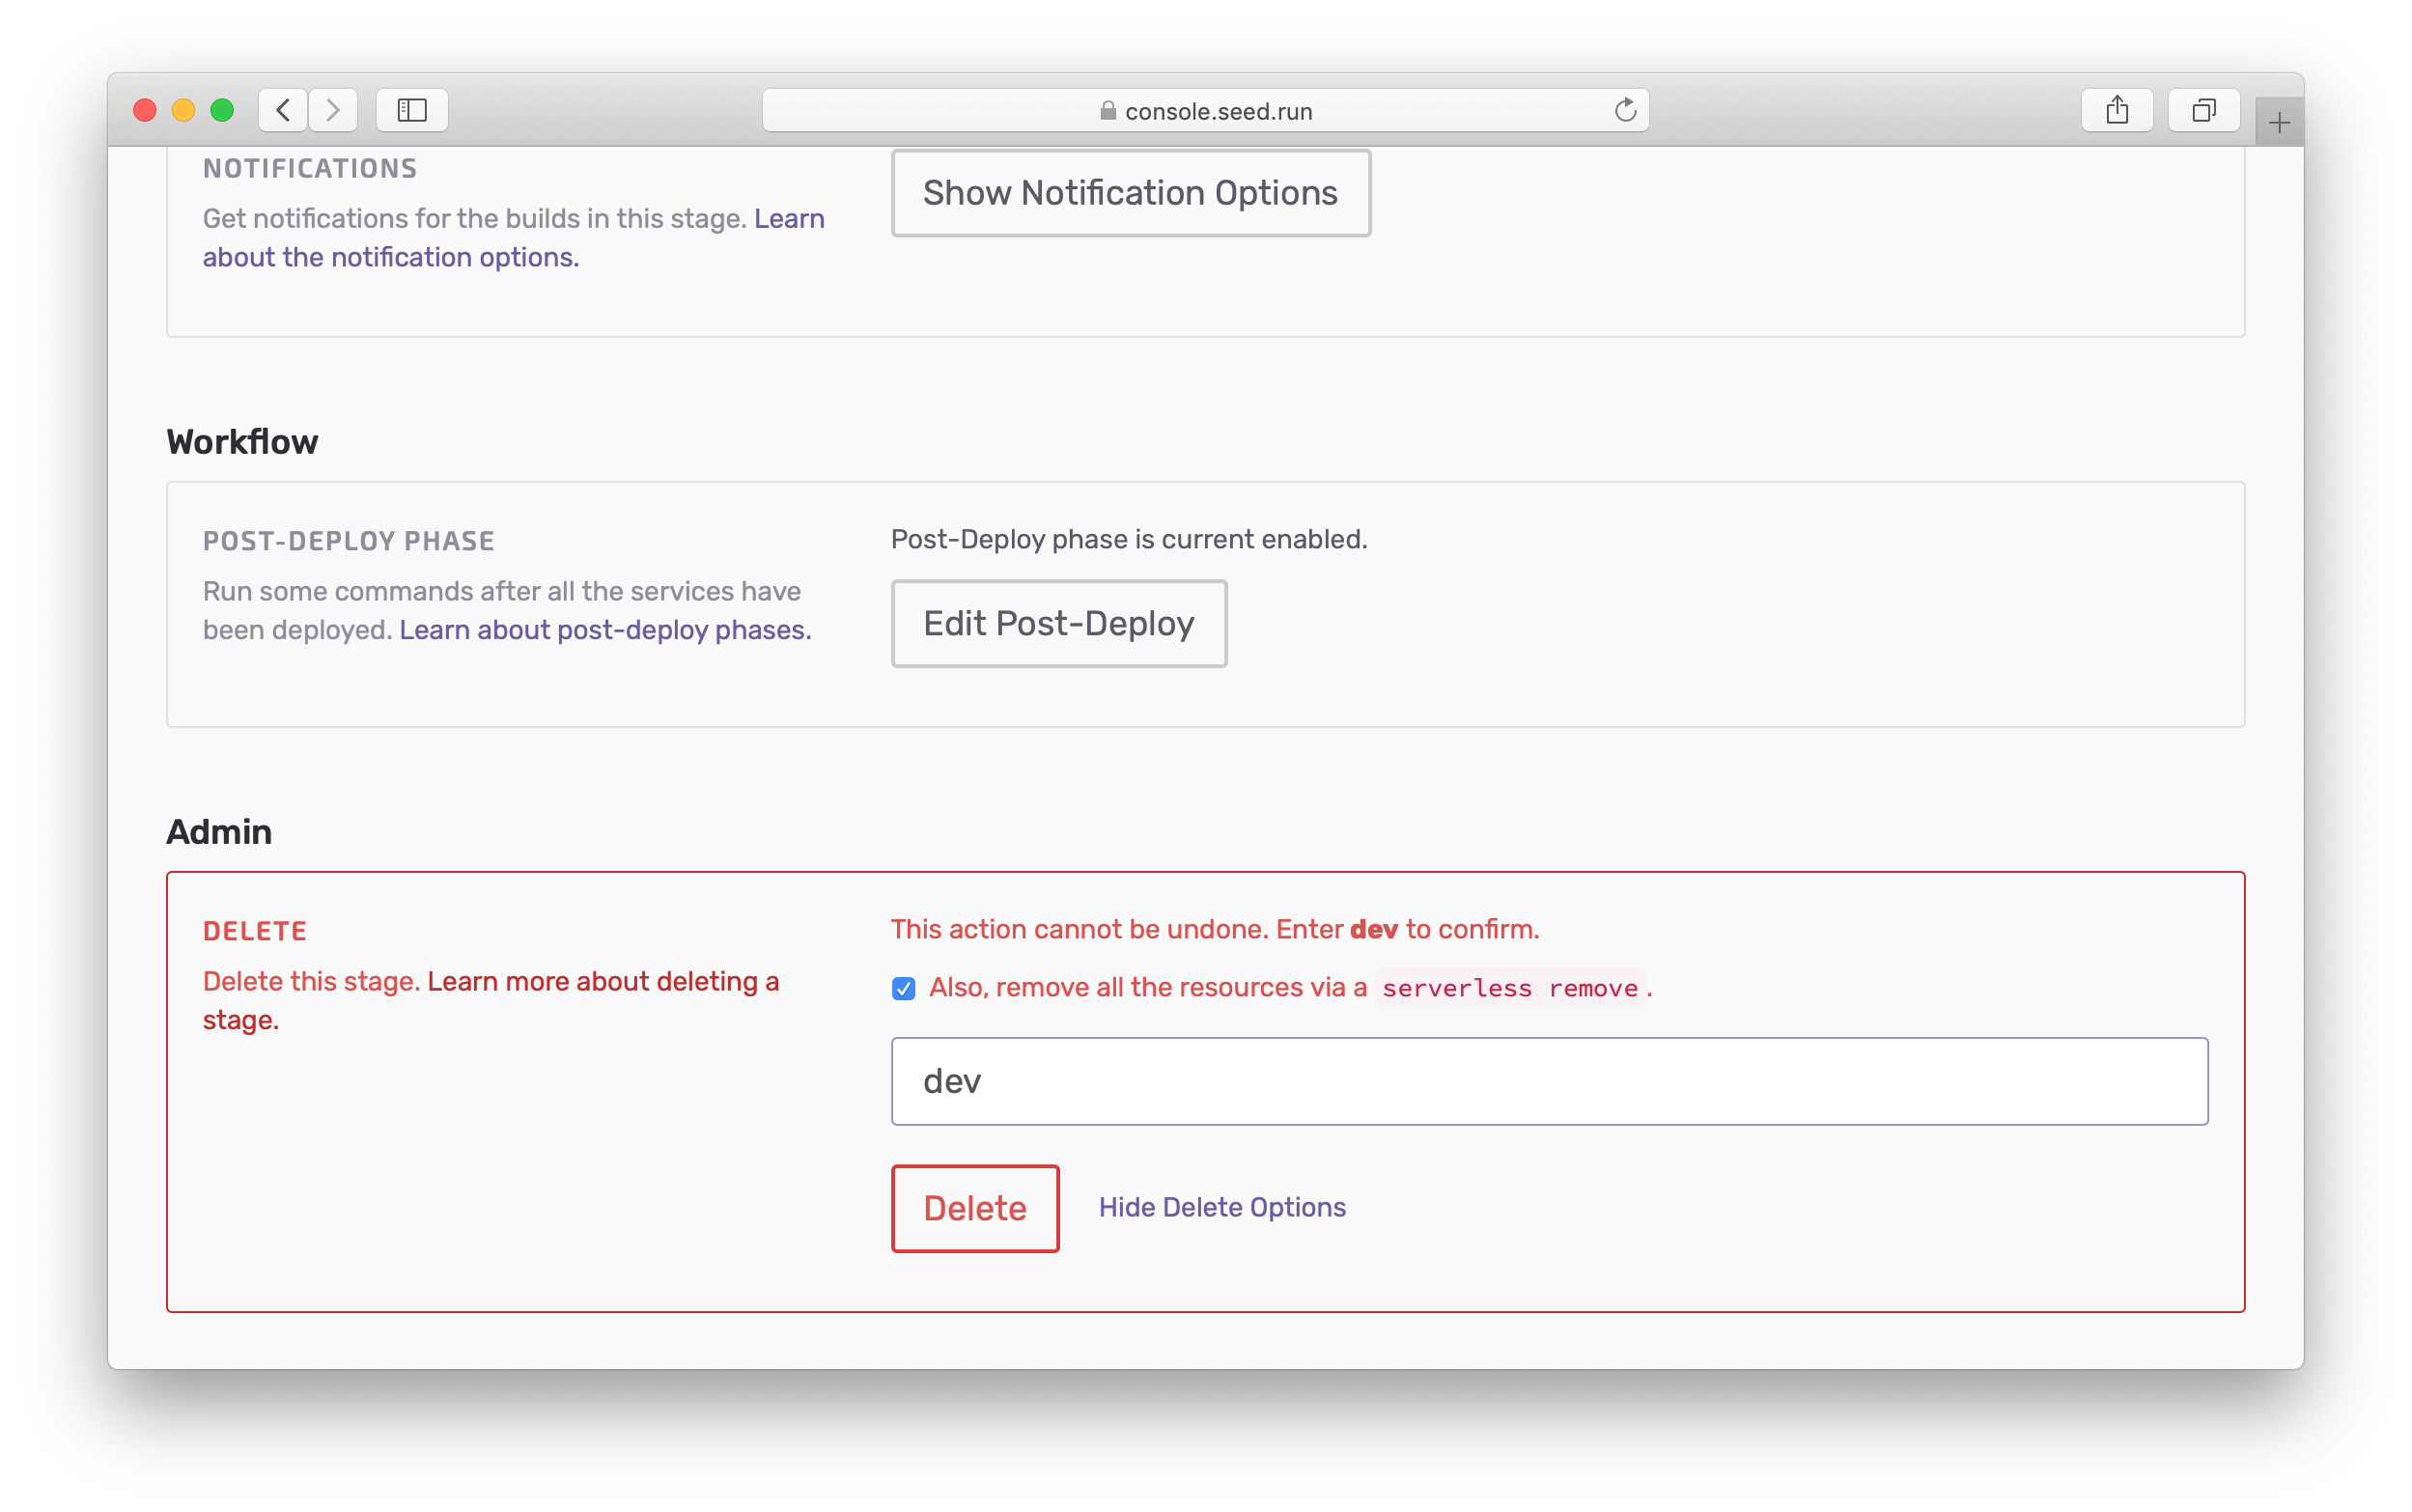 console.seed.run
NOTIFICATIONS
Get notifications for the builds in this stage. Learn
about the notification options.
Show Notification Options
Workflow
POST-DEPLOY PHASE
Run some commands after all the services have
been deployed. Learn about post-deploy phases.
Post-Deploy phase is current enabled.
Edit Post-Deploy
Admin
DELETE
Delete this stage. Learn more about deleting a
stage.
This action cannot be undone. Enter dev to confirm.
Also, remove all the resources via a serverless remove.
dev
Delete
Hide Delete Options